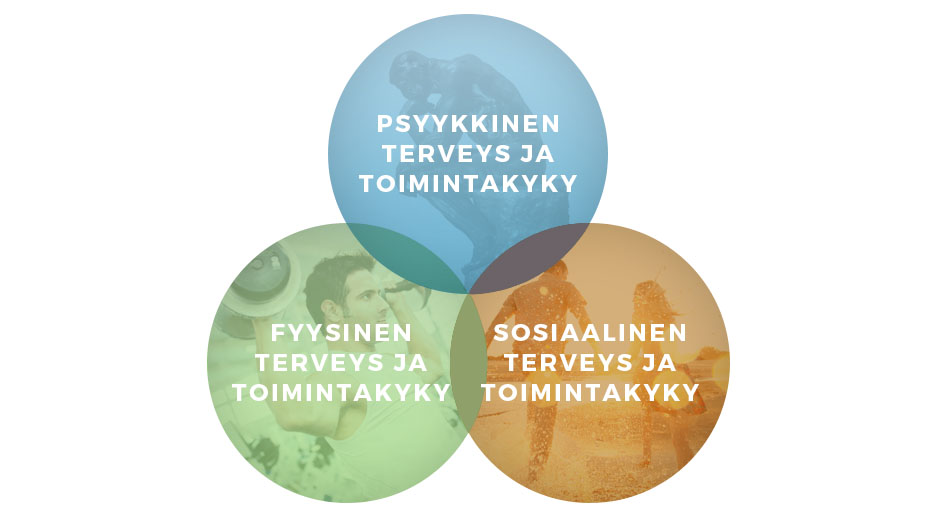 PSYYKKINEN
TERVEYS JA
TOIMINTAKYKY
FYYSINEN
TERVEYS JA
TOIMINTAKYKY
SOSIAALINEN
TERVEYS JA
TOIMINTAKYKY